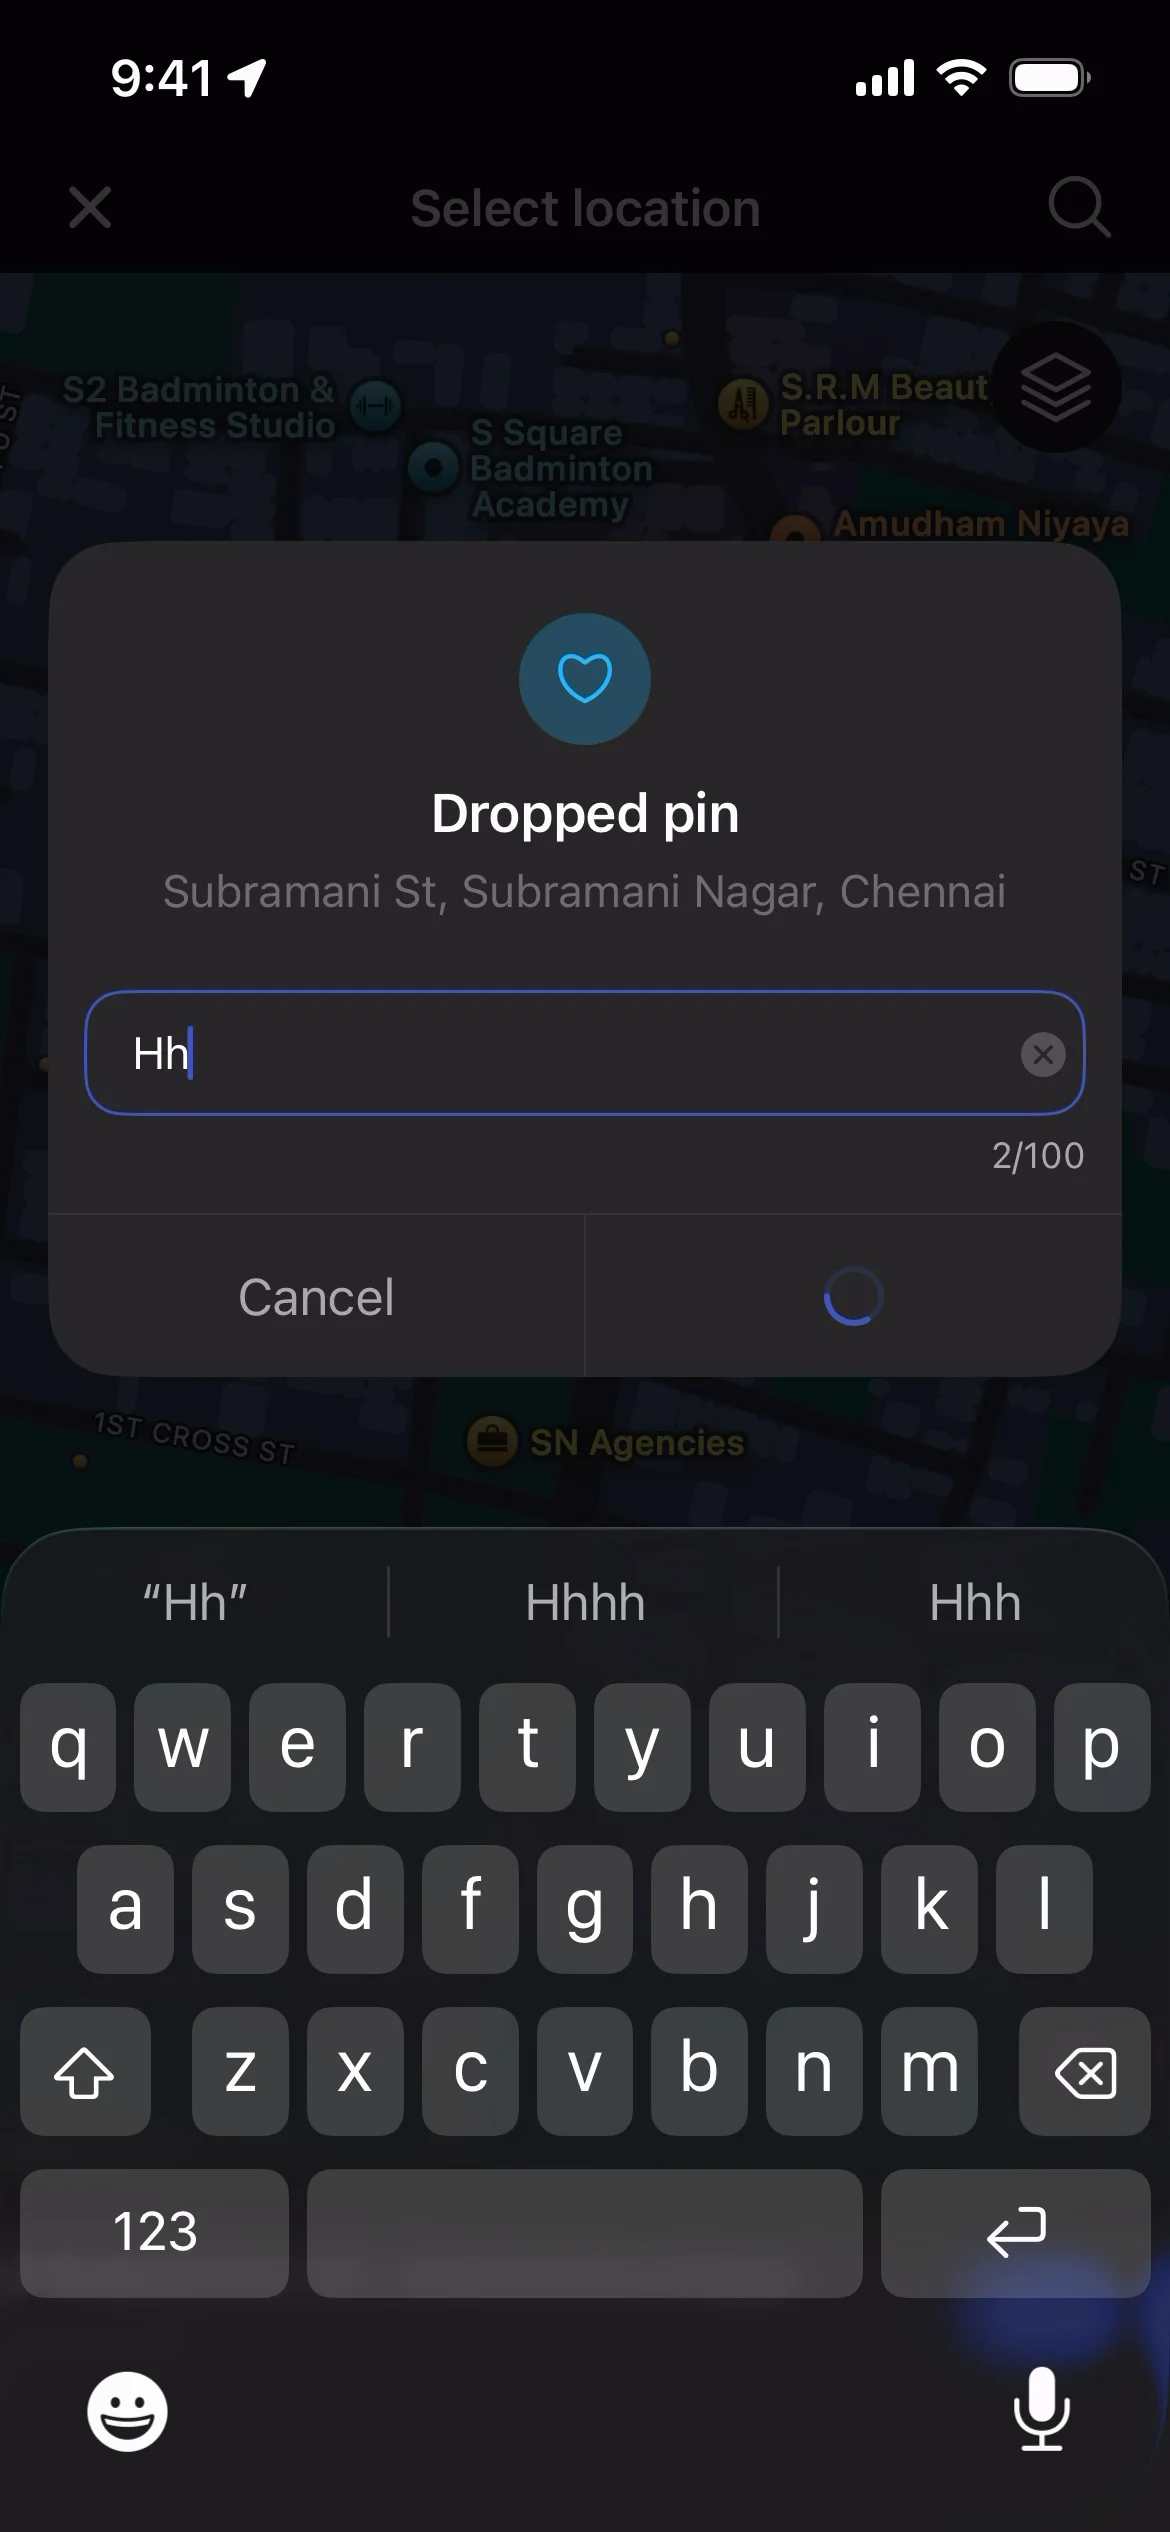 9:41
Select location
S2 Badminton &
Fitness Studio
S.R.M Beaut
Parlour
S Square
Badminton
Academy
Amudham Niyaya
Dropped pin
Subramani St, Subramani Nagar, Chennai
ST
Hh
2/100
Cancel
1ST CROSS ST
SN Agencies
“Hh”
Hhhh
Hhh
q w e r t y u i o p
a s d f g h j k l
z x c v b n m
123